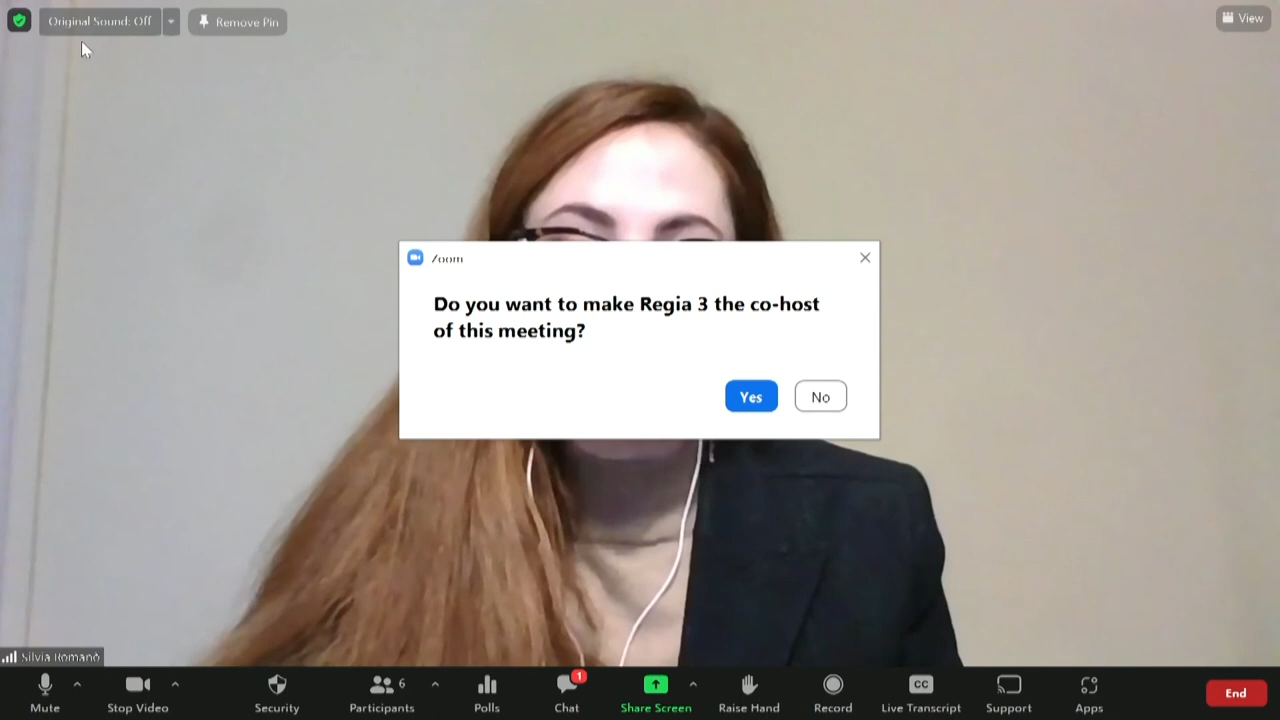 Original Sound: Off
Remove Pin
View
Zoom
Do you want to make Regia 3 the co-host
of this meeting?
Yes
No
Silvia Romanò
Mute
Stop Video
Security
6
Participants
Polls
1
Chat
Share Screen
Raise Hand
Record
CC
Live Transcript
Support
Apps
End